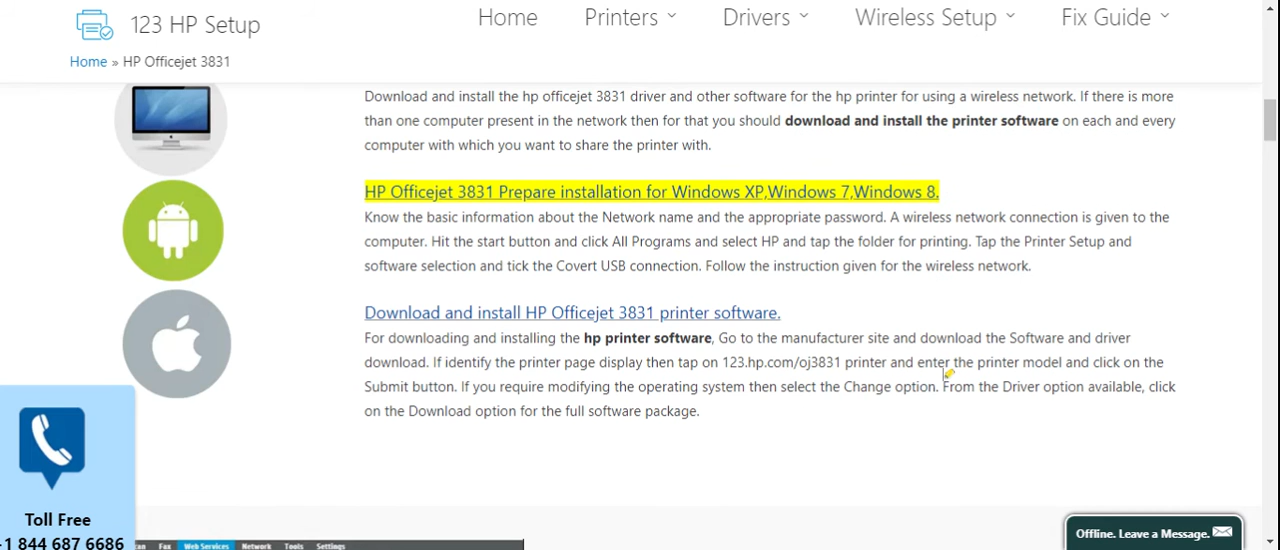 123 HP Setup
Home Printers Drivers Wireless Setup Fix Guide
Home » HP Officejet 3831
Download and install the hp officejet 3831 driver and other software for the hp printer for using a wireless network. If there is more
than one computer present in the network then for that you should download and install the printer software on each and every
computer with which you want to share the printer with.
HP Officejet 3831 Prepare installation for Windows XP,Windows 7,Windows 8.
Know the basic information about the Network name and the appropriate password. A wireless network connection is given to the
computer. Hit the start button and click All Programs and select HP and tap the folder for printing. Tap the Printer Setup and
software selection and tick the Covert USB connection. Follow the instruction given for the wireless network.
Download and install HP Officejet 3831 printer software.
For downloading and installing the hp printer software, Go to the manufacturer site and download the Software and driver
download. If identify the printer page display then tap on 123.hp.com/oj3831 printer and enter the printer model and click on the
Submit button. If you require modifying the operating system then select the Change option. From the Driver option available, click
on the Download option for the full software package.
Toll Free
+1 844 687 6686
Offline. Leave a Message.
Fax Web Services Network Tools Settings